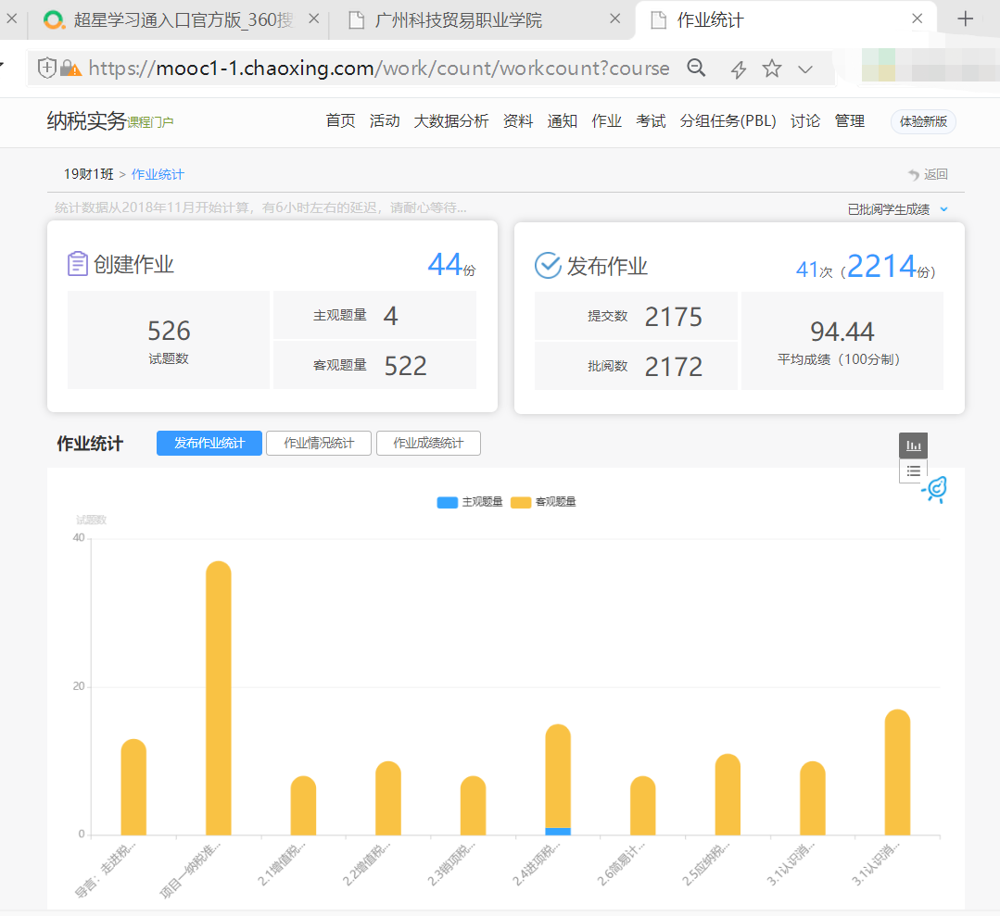 超星学习通入口官方版_360搜
广州科技贸易职业学院
作业统计
https://mooc1-1.chaoxing.com/work/count/workcount?course
纳税实务课程门户 首页 活动 大数据分析 资料 通知 作业 考试 分组任务(PBL) 讨论 管理 体验新版
19财1班 > 作业统计 返回
统计数据从2018年11月开始计算，有6小时左右的延迟，请耐心等待... 已批阅学生成绩
创建作业 44份
526
试题数
主观题量 4
客观题量 522
发布作业 41次（2214份）
提交数 2175
批阅数 2172
94.44
平均成绩（100分制）
作业统计 发布作业统计 作业情况统计 作业成绩统计
主观题量 客观题量
试题数
40
20
0
导言：走进税...
项目一纳税准...
2.1增值税...
2.2增值税...
2.3销项税...
2.4进项税...
2.6简易计...
2.5应纳税...
3.1认识消...
3.1认识消...